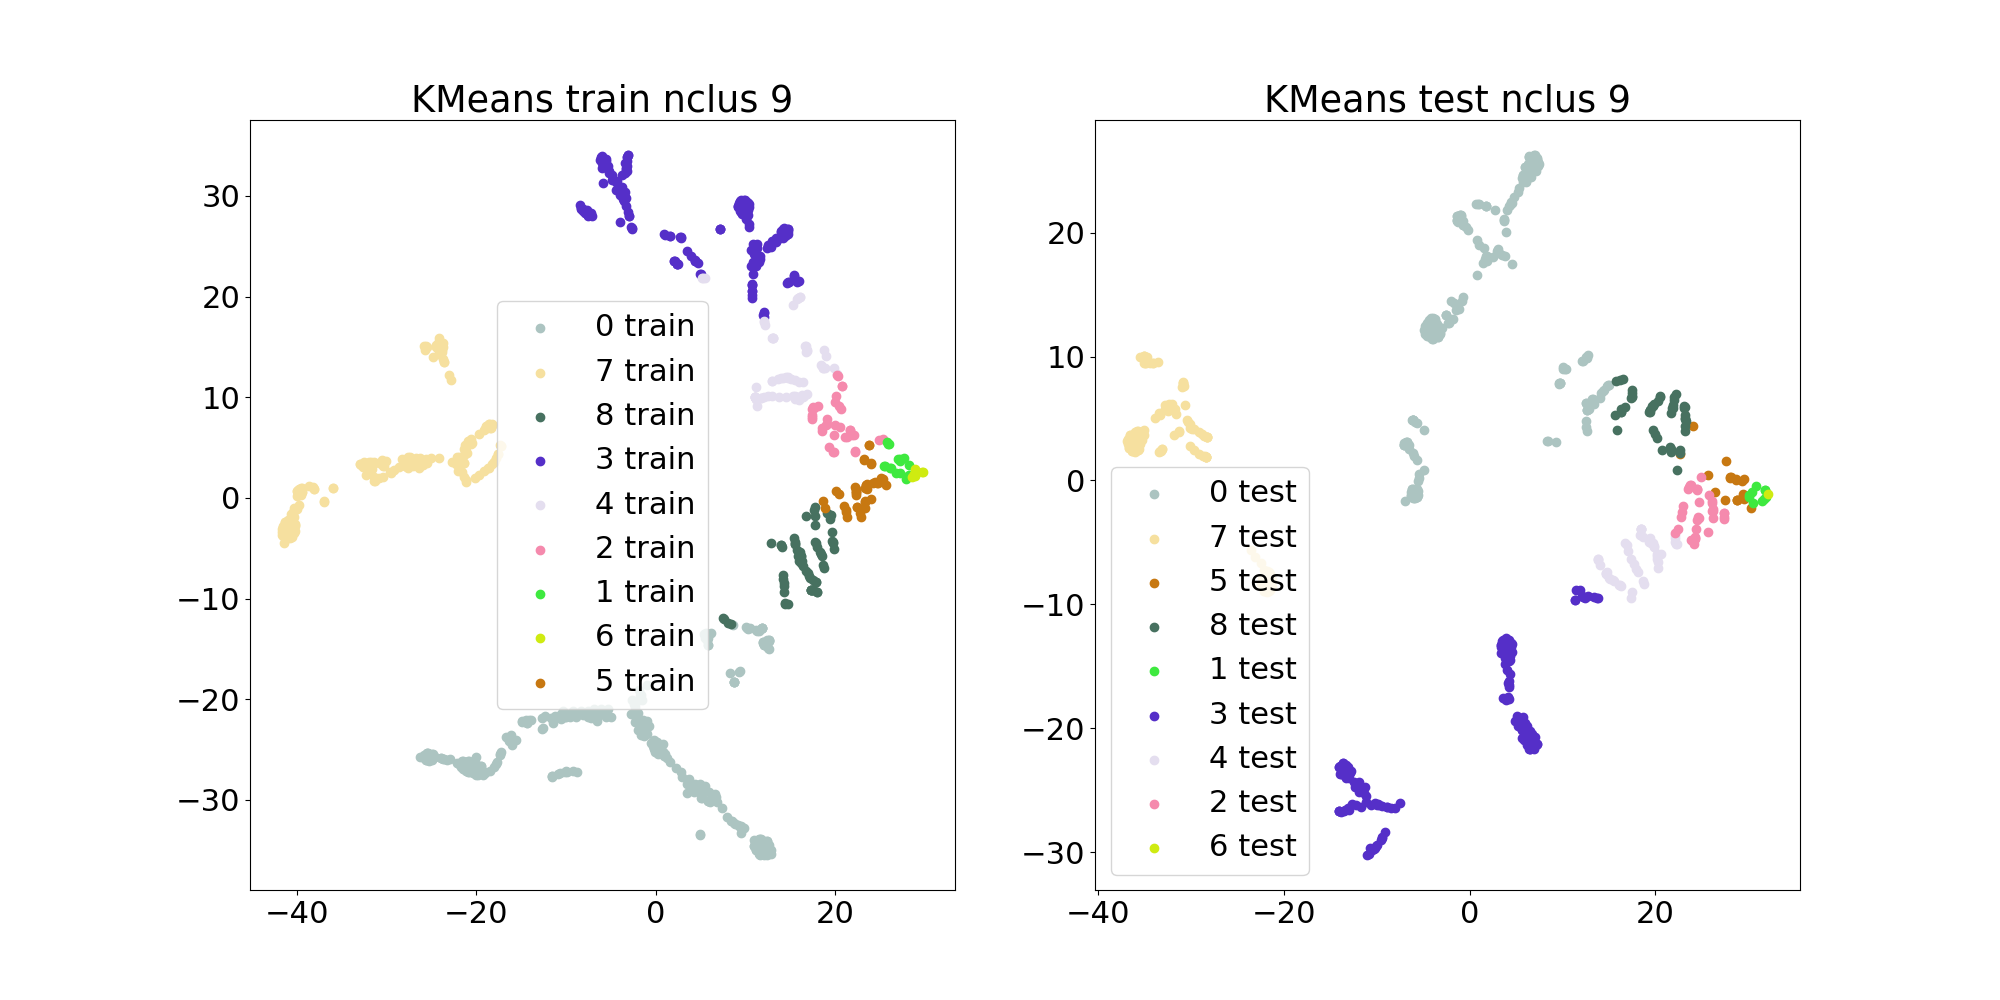 KMeans train nclus 9
30
20
10
0
−10
−20
−30
−40
−20
0
20
0 train
7 train
8 train
3 train
4 train
2 train
1 train
6 train
5 train
KMeans test nclus 9
20
10
0
−10
−20
−30
−40
−20
0
20
0 test
7 test
5 test
8 test
1 test
3 test
4 test
2 test
6 test